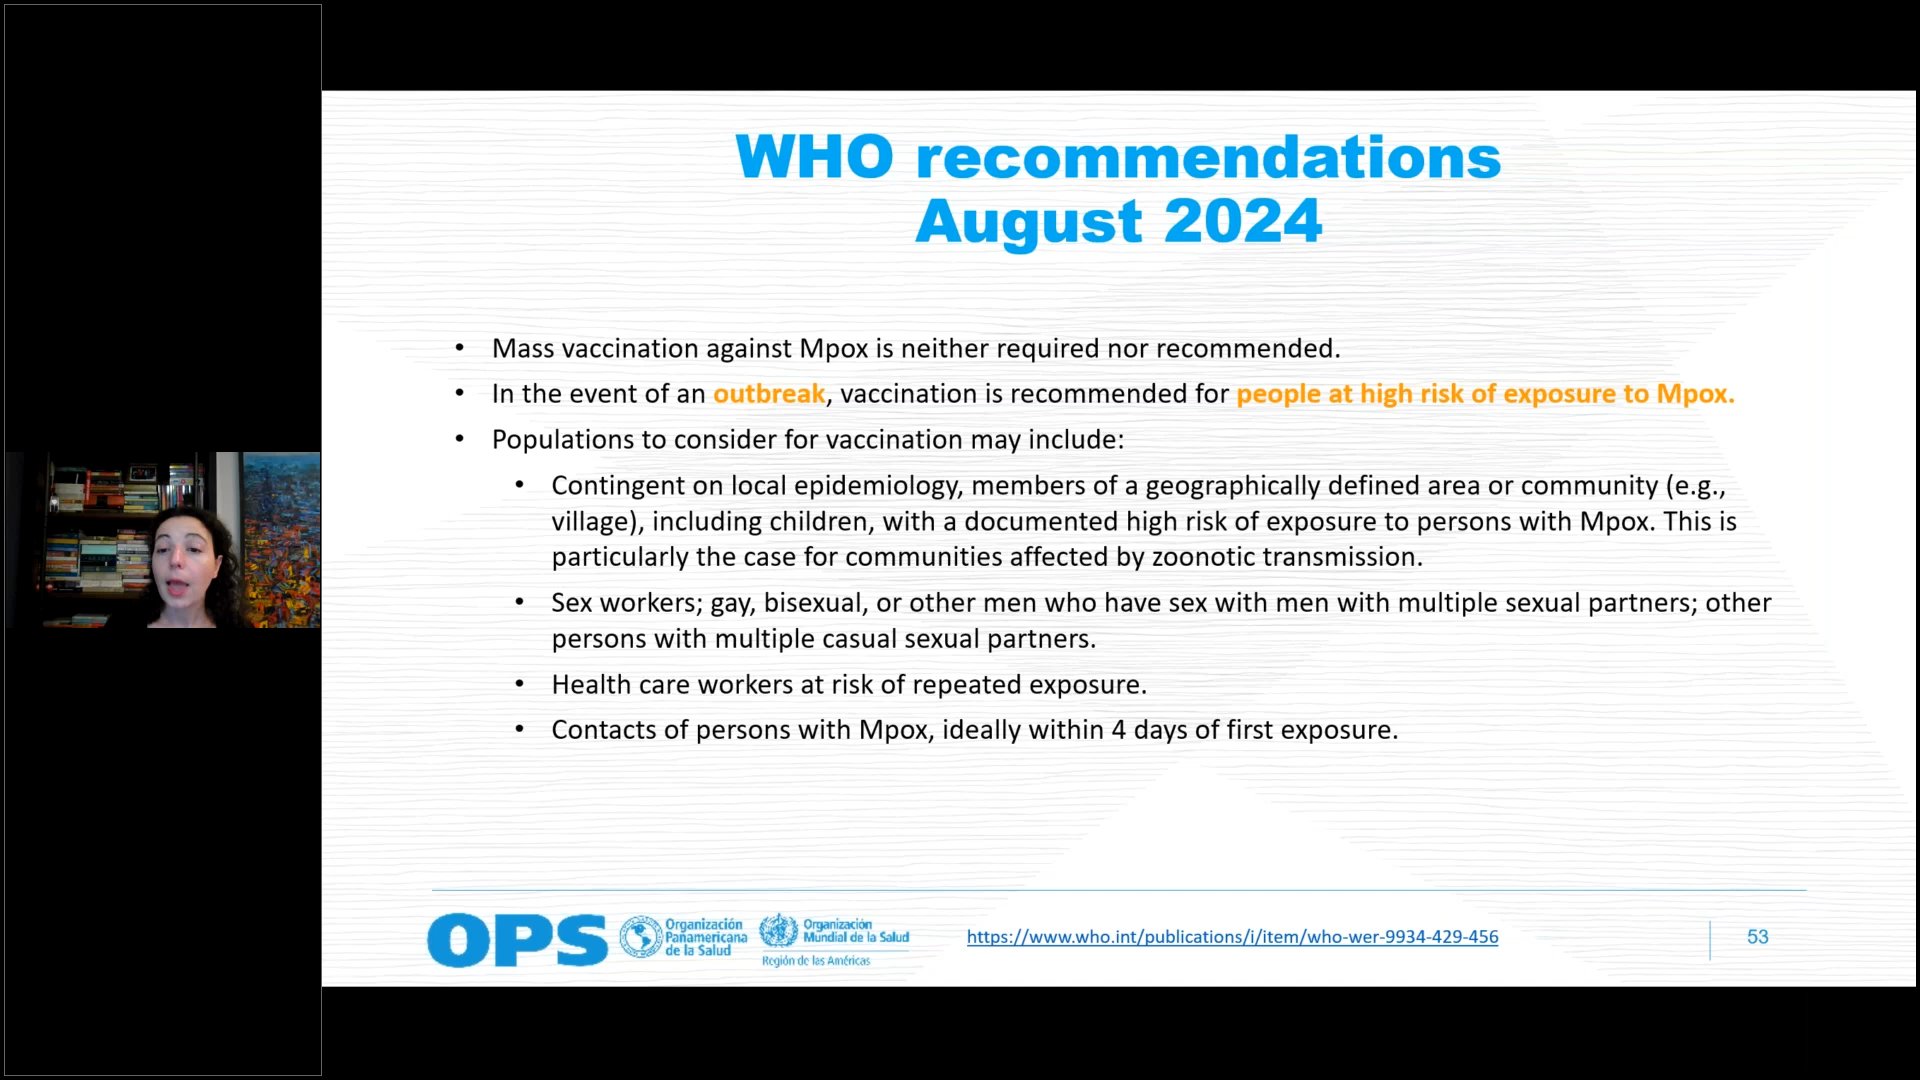 WHO recommendations
August 2024
• Mass vaccination against Mpox is neither required nor recommended.
• In the event of an outbreak, vaccination is recommended for people at high risk of exposure to Mpox.
• Populations to consider for vaccination may include:
• Contingent on local epidemiology, members of a geographically defined area or community (e.g.,
village), including children, with a documented high risk of exposure to persons with Mpox. This is
particularly the case for communities affected by zoonotic transmission.
• Sex workers; gay, bisexual, or other men who have sex with men with multiple sexual partners; other
persons with multiple casual sexual partners.
• Health care workers at risk of repeated exposure.
• Contacts of persons with Mpox, ideally within 4 days of first exposure.
OPS
Organización
Panamericana
de la Salud
Organización
Mundial de la Salud
Región de las Américas
https://www.who.int/publications/i/item/who-wer-9934-429-456
53